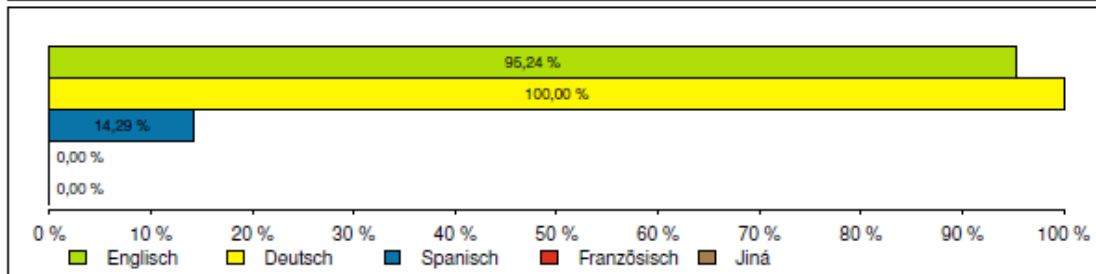 95,24 %
100,00 %
14,29 %
0,00 %
0,00 %
0 % 10 % 20 % 30 % 40 % 50 % 60 % 70 % 80 % 90 % 100 %
Englisch Deutsch Spanisch Französisch Jiná